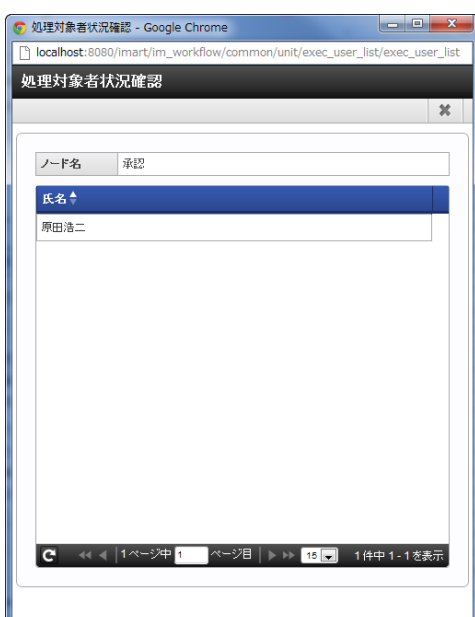 処理対象者状況確認 - Google Chrome
localhost:8080/imart/im_workflow/common/unit/exec_user_list/exec_user_list
処理対象者状況確認
ノード名 承認
氏名
原田浩二
1 ページ中 1 ページ目 15 1 件中 1 - 1 を表示